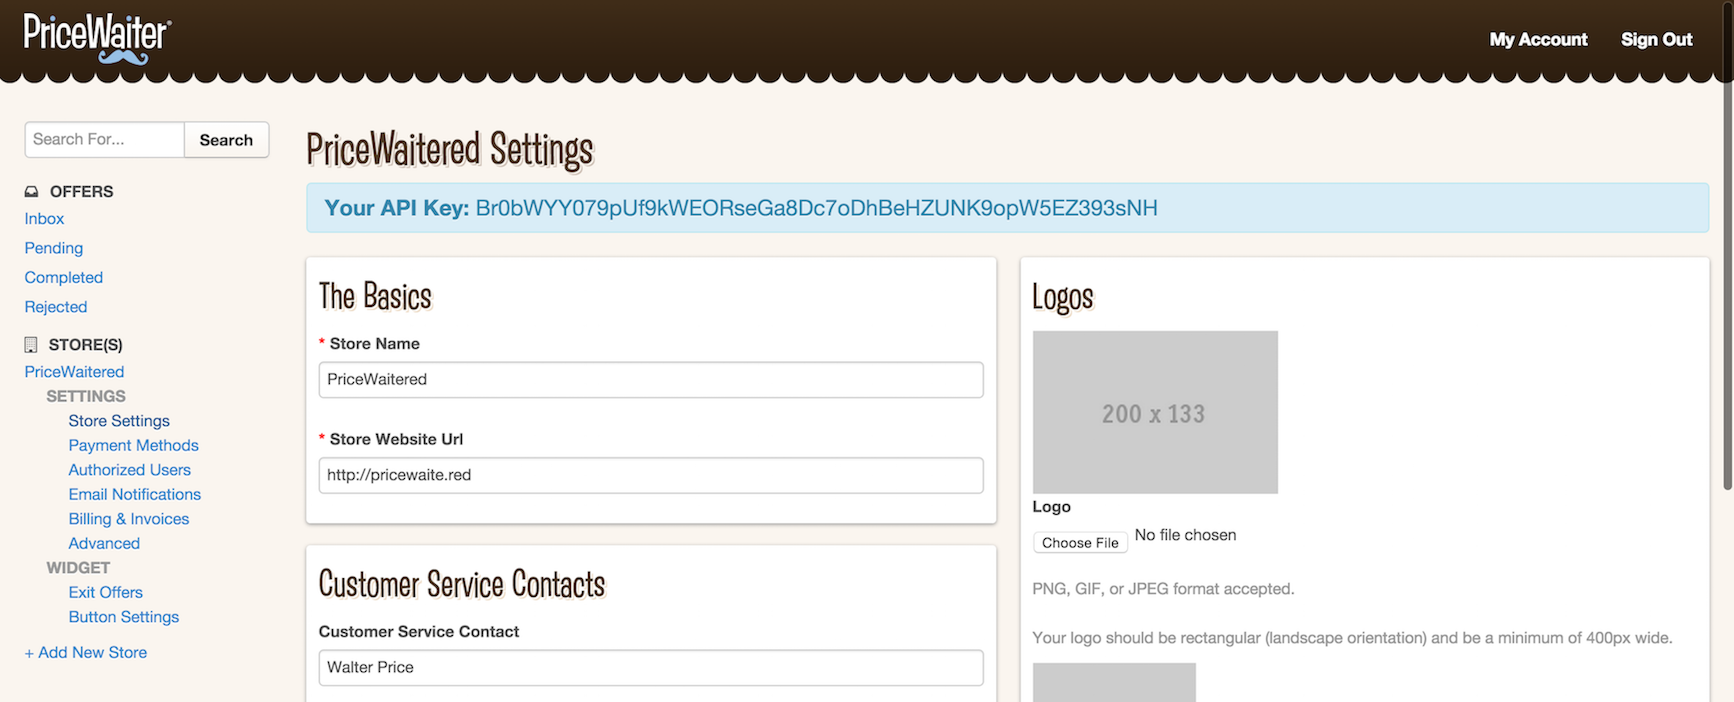 PriceWaiter
My Account
Sign Out
Search For...
Search
OFFERS
Inbox
Pending
Completed
Rejected
STORE(S)
PriceWaitered
SETTINGS
Store Settings
Payment Methods
Authorized Users
Email Notifications
Billing & Invoices
Advanced
WIDGET
Exit Offers
Button Settings
+ Add New Store
PriceWaitered Settings
Your API Key: Br0bWYY079pUf9kWEORseGa8Dc7oDhBeHZUNK9opW5EZ393sNH
The Basics
* Store Name
PriceWaitered
* Store Website Url
http://pricewaite.red
Customer Service Contacts
Customer Service Contact
Walter Price
Logos
200 x 133
Logo
Choose File No file chosen
PNG, GIF, or JPEG format accepted.
Your logo should be rectangular (landscape orientation) and be a minimum of 400px wide.